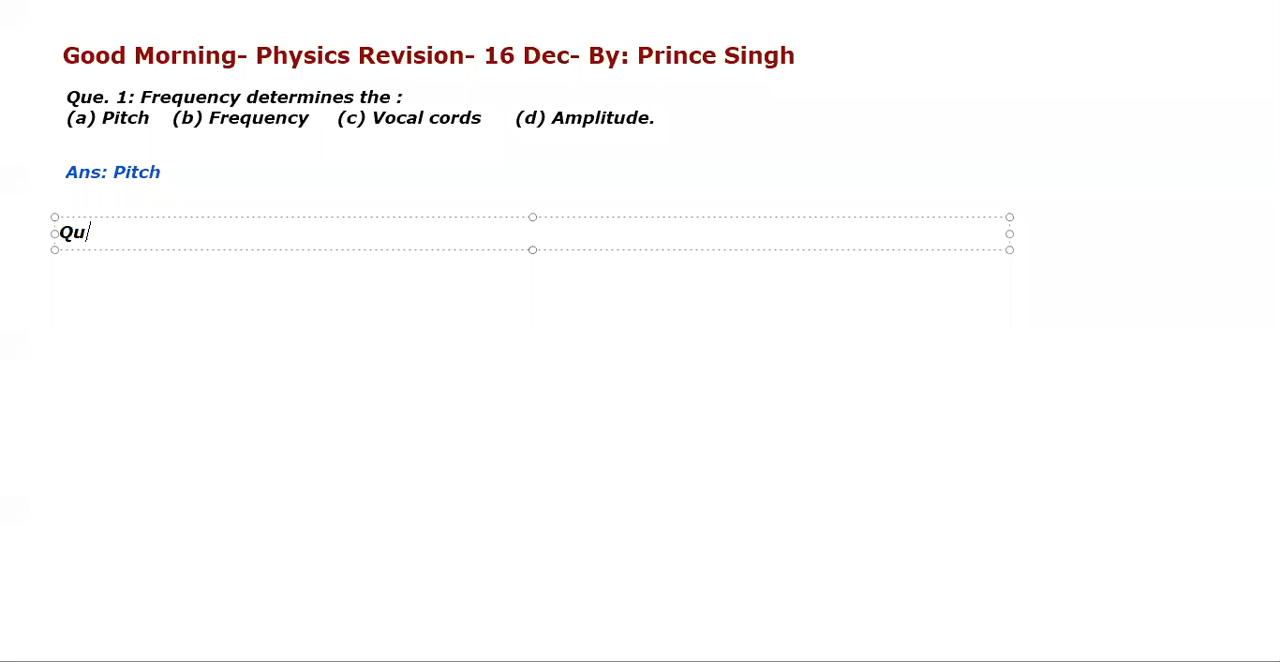 Good Morning- Physics Revision- 16 Dec- By: Prince Singh
Que. 1: Frequency determines the :
(a) Pitch (b) Frequency (c) Vocal cords (d) Amplitude.
Ans: Pitch
Qu